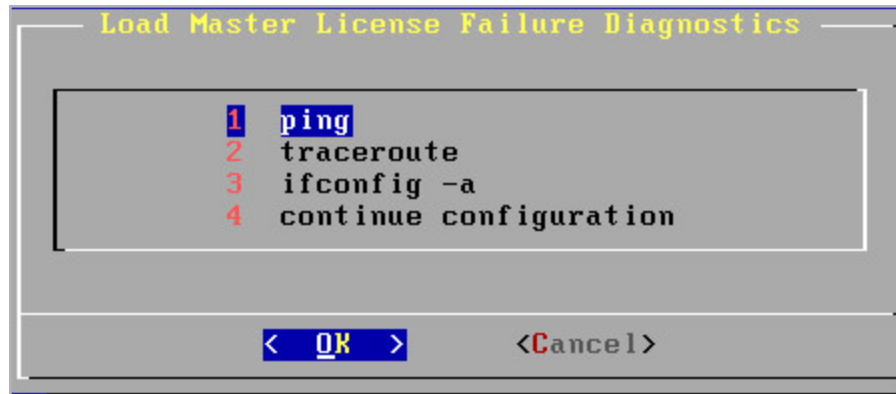 Load Master License Failure Diagnostics
1 ping
2 traceroute
3 ifconfig -a
4 continue configuration
< OK > <Cancel>